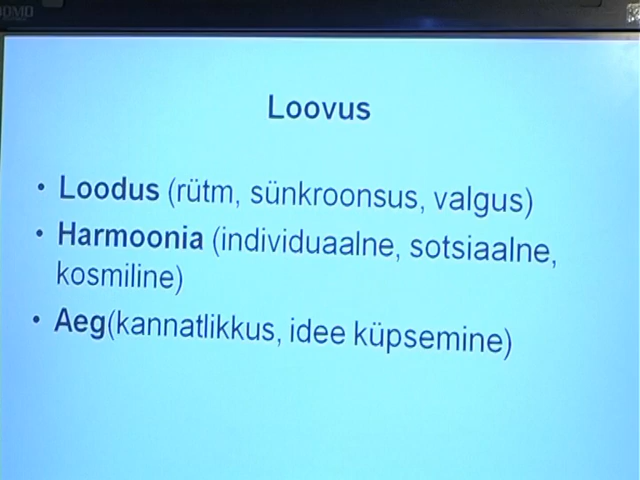 Loovus
• Loodus (rütm, sünkroonsus, valgus)
• Harmoonia (individuaalne, sotsiaalne,
kosmiline)
• Aeg(kannatlikkus, idee küpsemine)